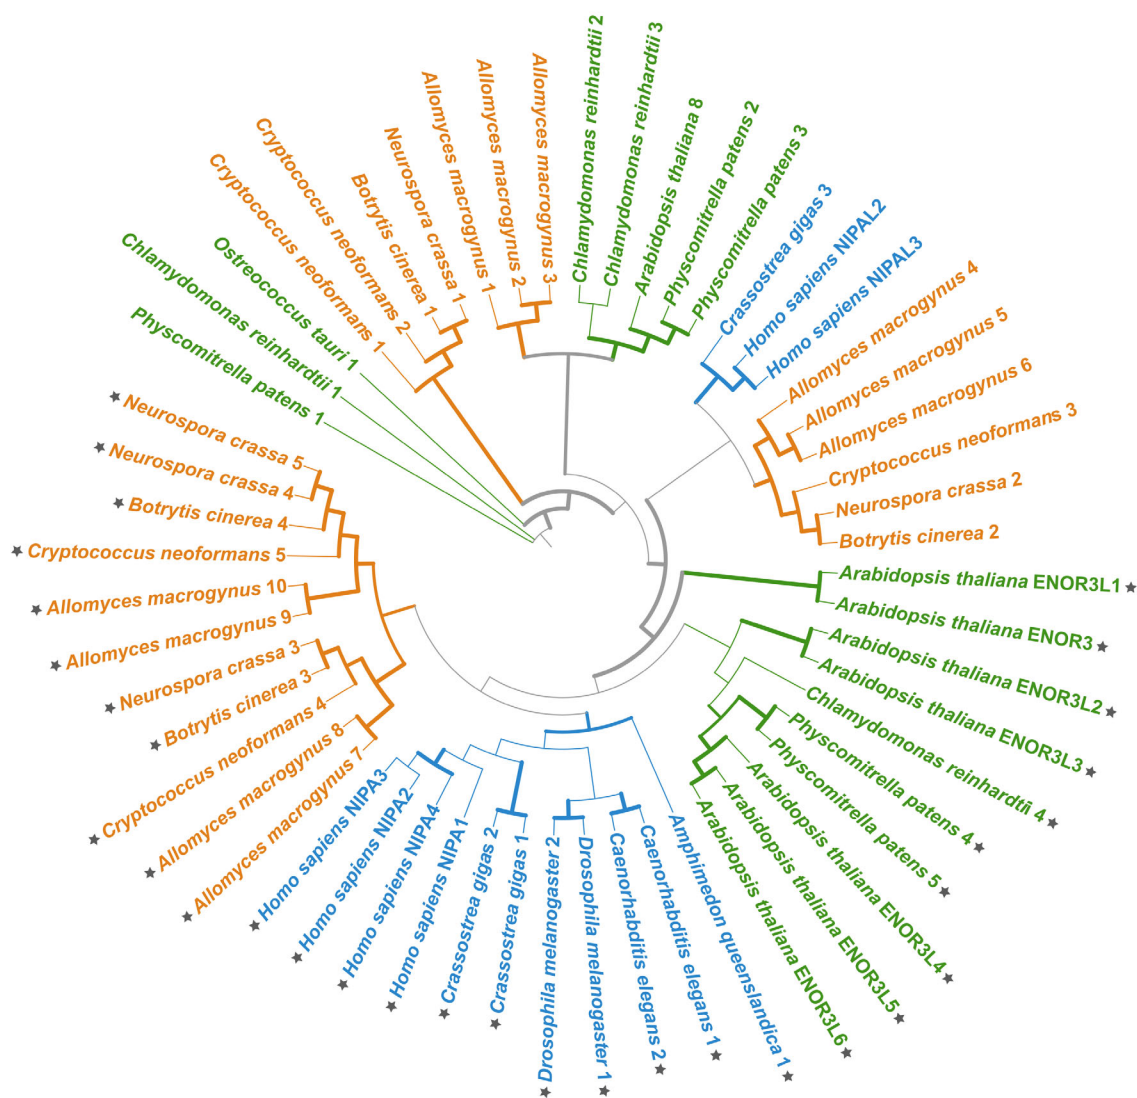 Chlamydomonas reinhardtii 2
Chlamydomonas reinhardtii 3
Arabidopsis thaliana 8
Physcomitrella patens 2
Physcomitrella patens 3
Crassostrea gigas 3
Homo sapiens NIPAL2
Homo sapiens NIPAL3
Allomyces macrogynus 4
Allomyces macrogynus 5
Allomyces macrogynus 6
Cryptococcus neoformans 3
Neurospora crassa 2
Botrytis cinerea 2
Arabidopsis thaliana ENOR3L1
Arabidopsis thaliana ENOR3
Arabidopsis thaliana ENOR3L2
Arabidopsis thaliana ENOR3L3
Chlamydomonas reinhardtii 4
Physcomitrella patens 4
Physcomitrella patens 5
Arabidopsis thaliana ENOR3L4
Arabidopsis thaliana ENOR3L5
Arabidopsis thaliana ENOR3L6
Amphimedon queenslandica 1
Caenorhabditis elegans 1
Caenorhabditis elegans 2
Drosophila melanogaster 1
Drosophila melanogaster 2
Crassostrea gigas 1
Crassostrea gigas 2
Homo sapiens NIPA1
Homo sapiens NIPA4
Homo sapiens NIPA2
Homo sapiens NIPA3
Allomyces macrogynus 7
Allomyces macrogynus 8
Cryptococcus neoformans 4
Botrytis cinerea 3
Neurospora crassa 3
Allomyces macrogynus 9
Allomyces macrogynus 10
Cryptococcus neoformans 5
Botrytis cinerea 4
Neurospora crassa 4
Neurospora crassa 5
Physcomitrella patens 1
Chlamydomonas reinhardtii 1
Ostreococcus tauri 1
Cryptococcus neoformans 1
Cryptococcus neoformans 2
Botrytis cinerea 1
Neurospora crassa 1
Allomyces macrogynus 1
Allomyces macrogynus 2
Allomyces macrogynus 3